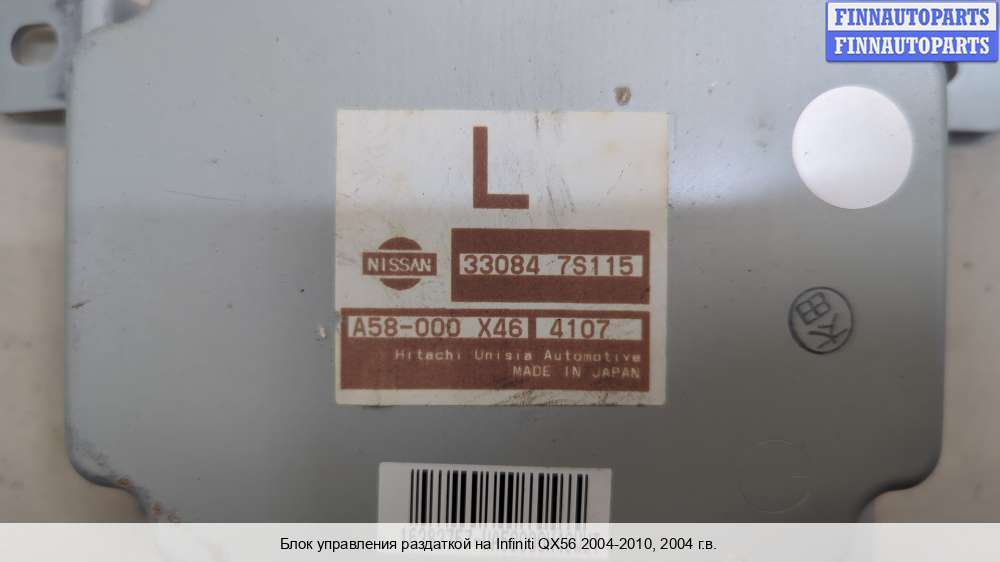 FINNAUTOPARTS
FINNAUTOPARTS
L
NISSAN
33084 7S115
A58-000 X46 4107
Hitachi Unisia Automotive
MADE IN JAPAN
Блок управления раздаткой на Infiniti QX56 2004-2010, 2004 г.в.